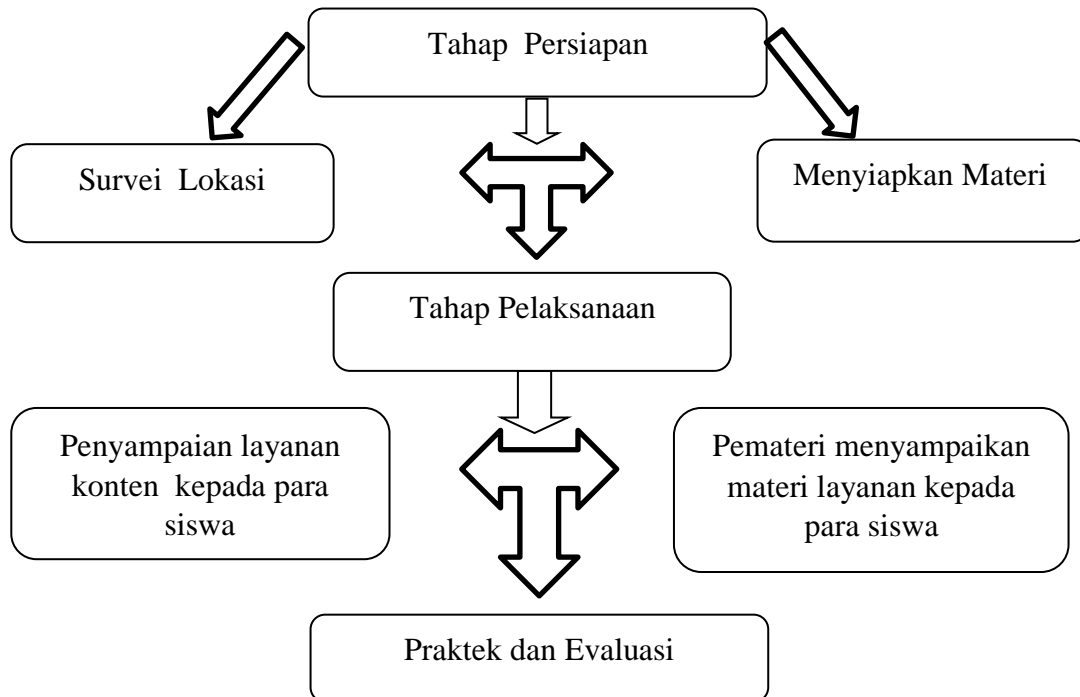 Tahap Persiapan
Survei Lokasi
Menyiapkan Materi
Tahap Pelaksanaan
Penyampaian layanan
konten kepada para
siswa
Pemateri menyampaikan
materi layanan kepada
para siswa
Praktek dan Evaluasi